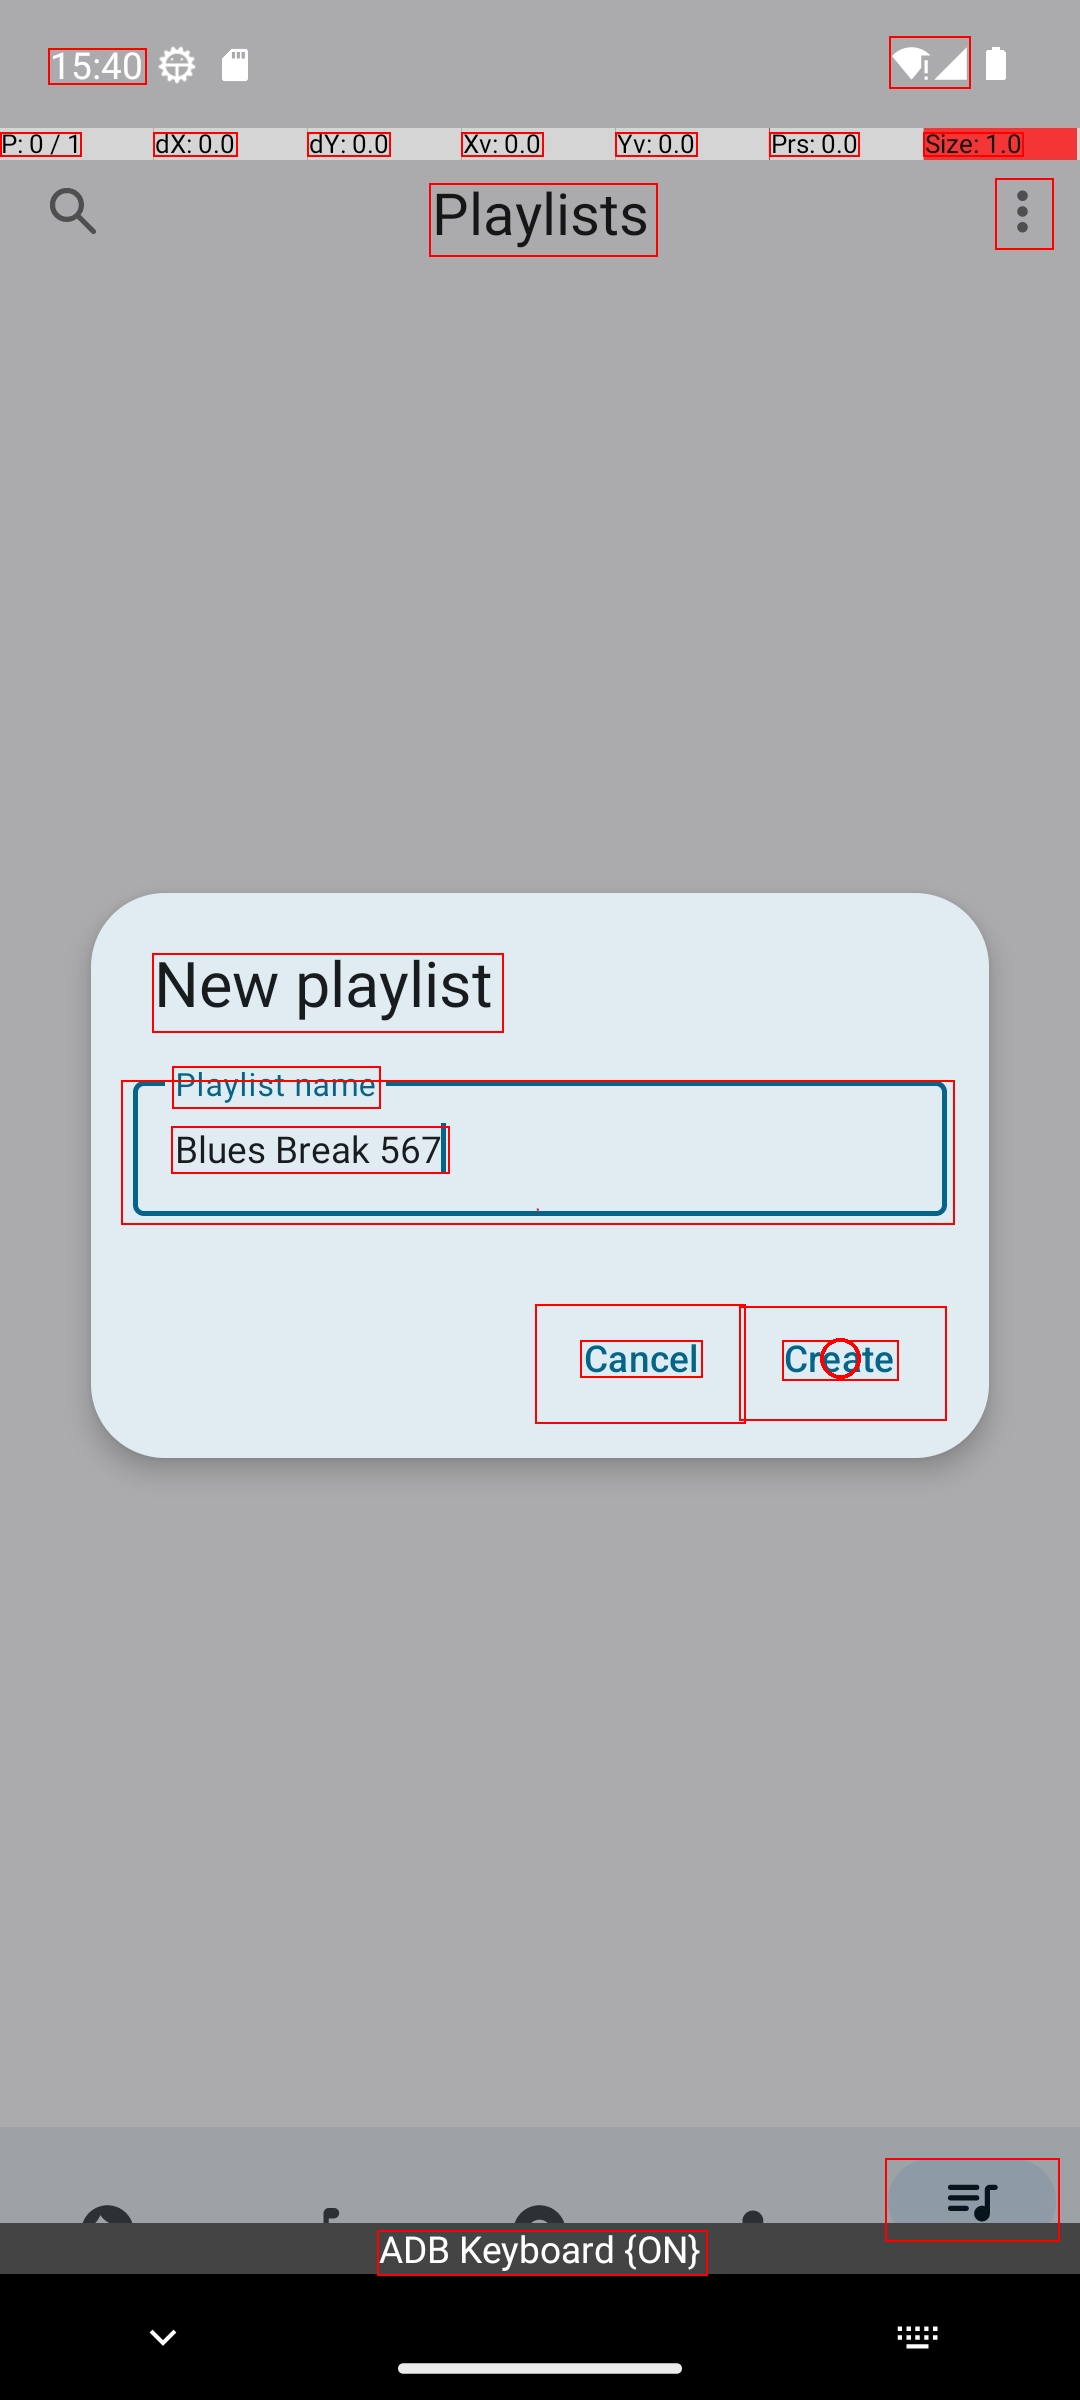 15:40
P: 0 / 1 dX: 0.0 dY: 0.0 Xv: 0.0 Yv: 0.0 Prs: 0.0 Size: 1.0
Playlists
New playlist
Playlist name
Blues Break 567
Cancel Create
ADB Keyboard {ON}